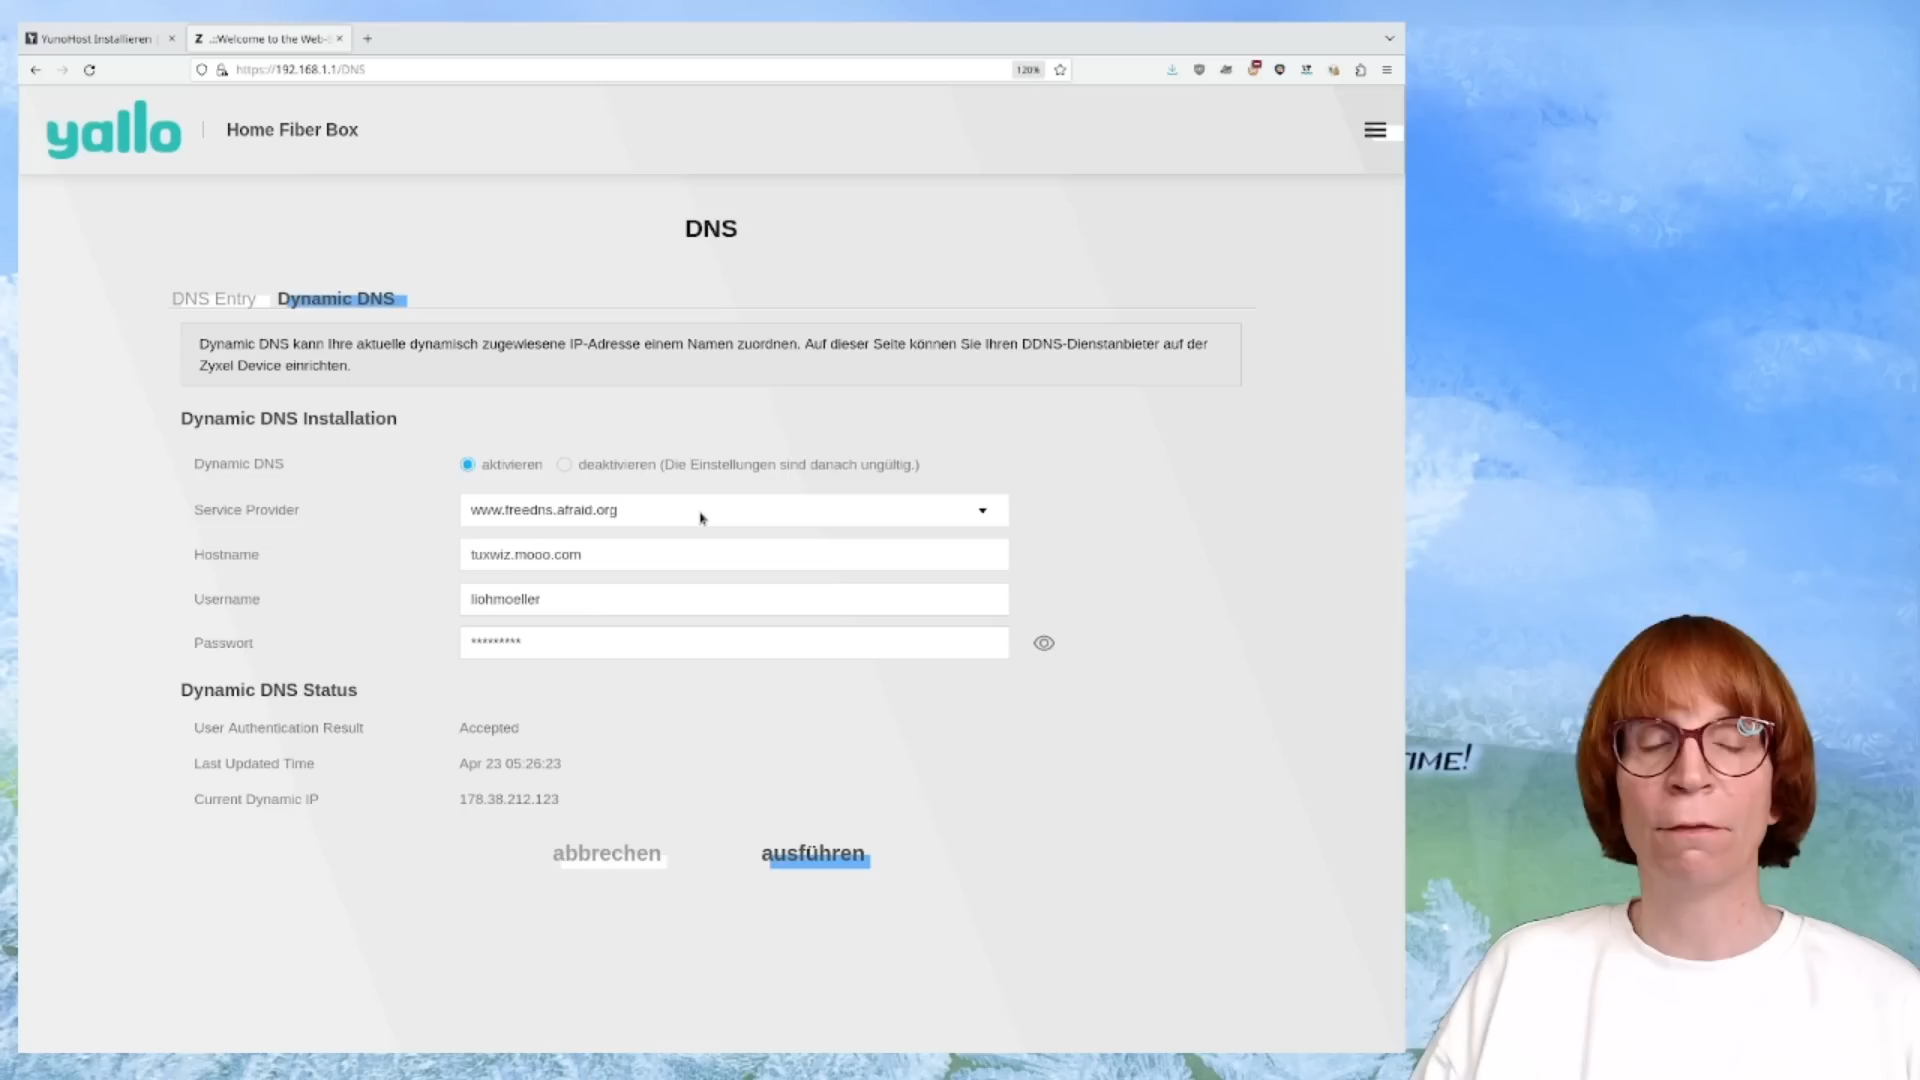 YunoHost Installieren
Z .::Welcome to the Web-
https://192.168.1.1/DNS
120%
yallo
Home Fiber Box
DNS
DNS Entry
Dynamic DNS
Dynamic DNS kann Ihre aktuelle dynamisch zugewiesene IP-Adresse einem Namen zuordnen. Auf dieser Seite können Sie Ihren DDNS-Dienstanbieter auf der
Zyxel Device einrichten.
Dynamic DNS Installation
Dynamic DNS
aktivieren
deaktivieren (Die Einstellungen sind danach ungültig.)
Service Provider
www.freedns.afraid.org
Hostname
tuxwiz.mooo.com
Username
liohmoeller
Passwort
*********
Dynamic DNS Status
User Authentication Result
Accepted
Last Updated Time
Apr 23 05:26:23
Current Dynamic IP
178.38.212.123
abbrechen
ausführen
TIME!